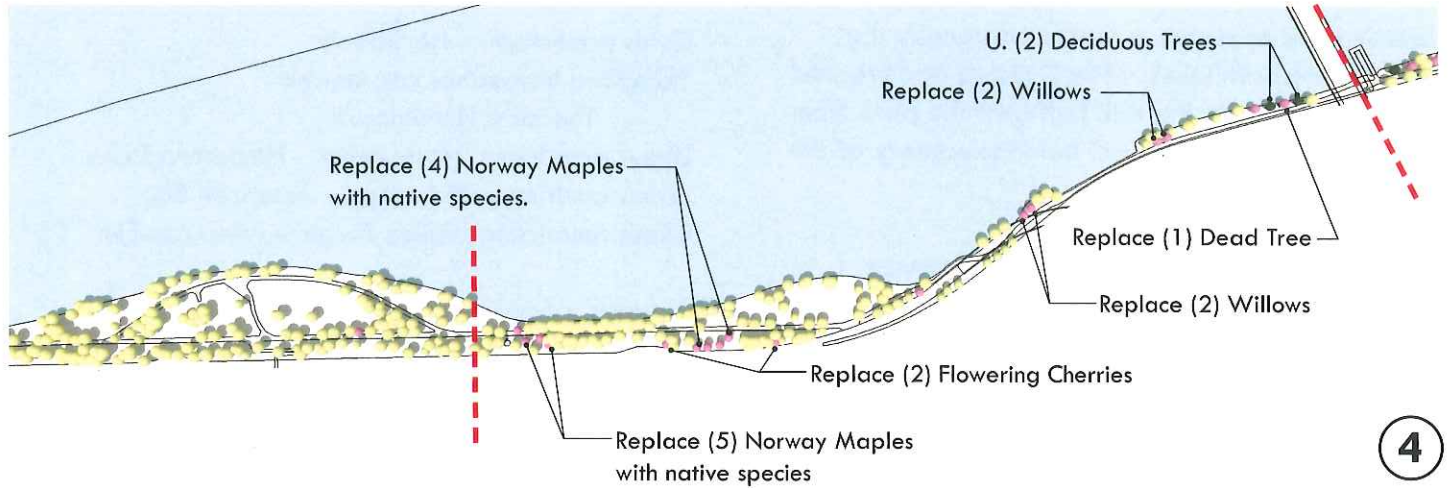 U. (2) Deciduous Trees
Replace (2) Willows
Replace (4) Norway Maples
with native species.
Replace (1) Dead Tree
Replace (2) Willows
Replace (2) Flowering Cherries
Replace (5) Norway Maples
with native species
4